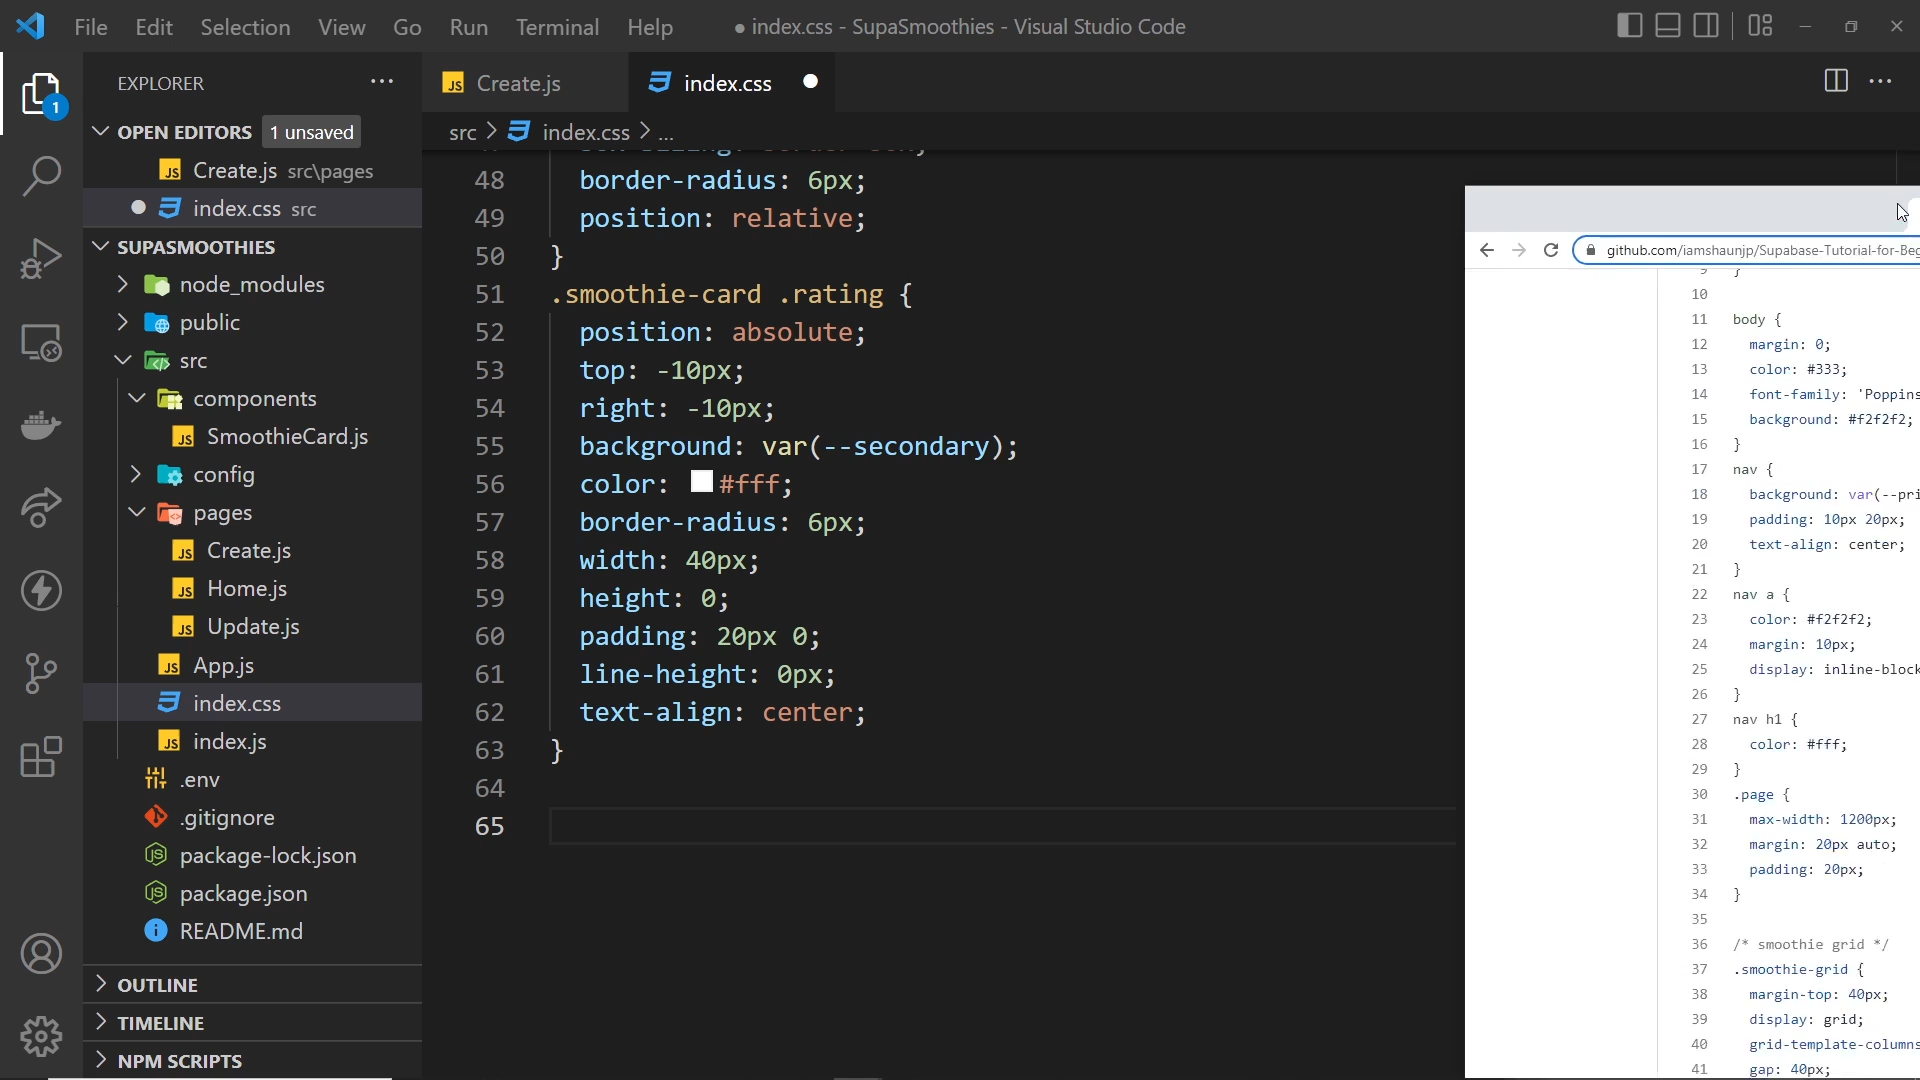 File Edit Selection View Go Run Terminal Help
● index.css - SupaSmoothies - Visual Studio Code
EXPLORER
OPEN EDITORS 1 unsaved
JS Create.js src\pages
index.css src
SUPASMOOTHIES
node_modules
public
src
components
JS SmoothieCard.js
config
pages
JS Create.js
JS Home.js
JS Update.js
JS App.js
index.css
JS index.js
.env
.gitignore
package-lock.json
package.json
README.md
OUTLINE
TIMELINE
NPM SCRIPTS
1
JS Create.js
index.css
src > index.css > ...
48 border-radius: 6px;
49 position: relative;
50 }
51 .smoothie-card .rating {
52 position: absolute;
53 top: -10px;
54 right: -10px;
55 background: var(--secondary);
56 color: #fff;
57 border-radius: 6px;
58 width: 40px;
59 height: 0;
60 padding: 20px 0;
61 line-height: 0px;
62 text-align: center;
63 }
64
65
github.com/iamshaunjp/Supabase-Tutorial-for-Beg
9 }
10
11 body {
12 margin: 0;
13 color: #333;
14 font-family: 'Poppins
15 background: #f2f2f2;
16 }
17 nav {
18 background: var(--pri
19 padding: 10px 20px;
20 text-align: center;
21 }
22 nav a {
23 color: #f2f2f2;
24 margin: 10px;
25 display: inline-block
26 }
27 nav h1 {
28 color: #fff;
29 }
30 .page {
31 max-width: 1200px;
32 margin: 20px auto;
33 padding: 20px;
34 }
35
36 /* smoothie grid */
37 .smoothie-grid {
38 margin-top: 40px;
39 display: grid;
40 grid-template-columns
41 gap: 40px;